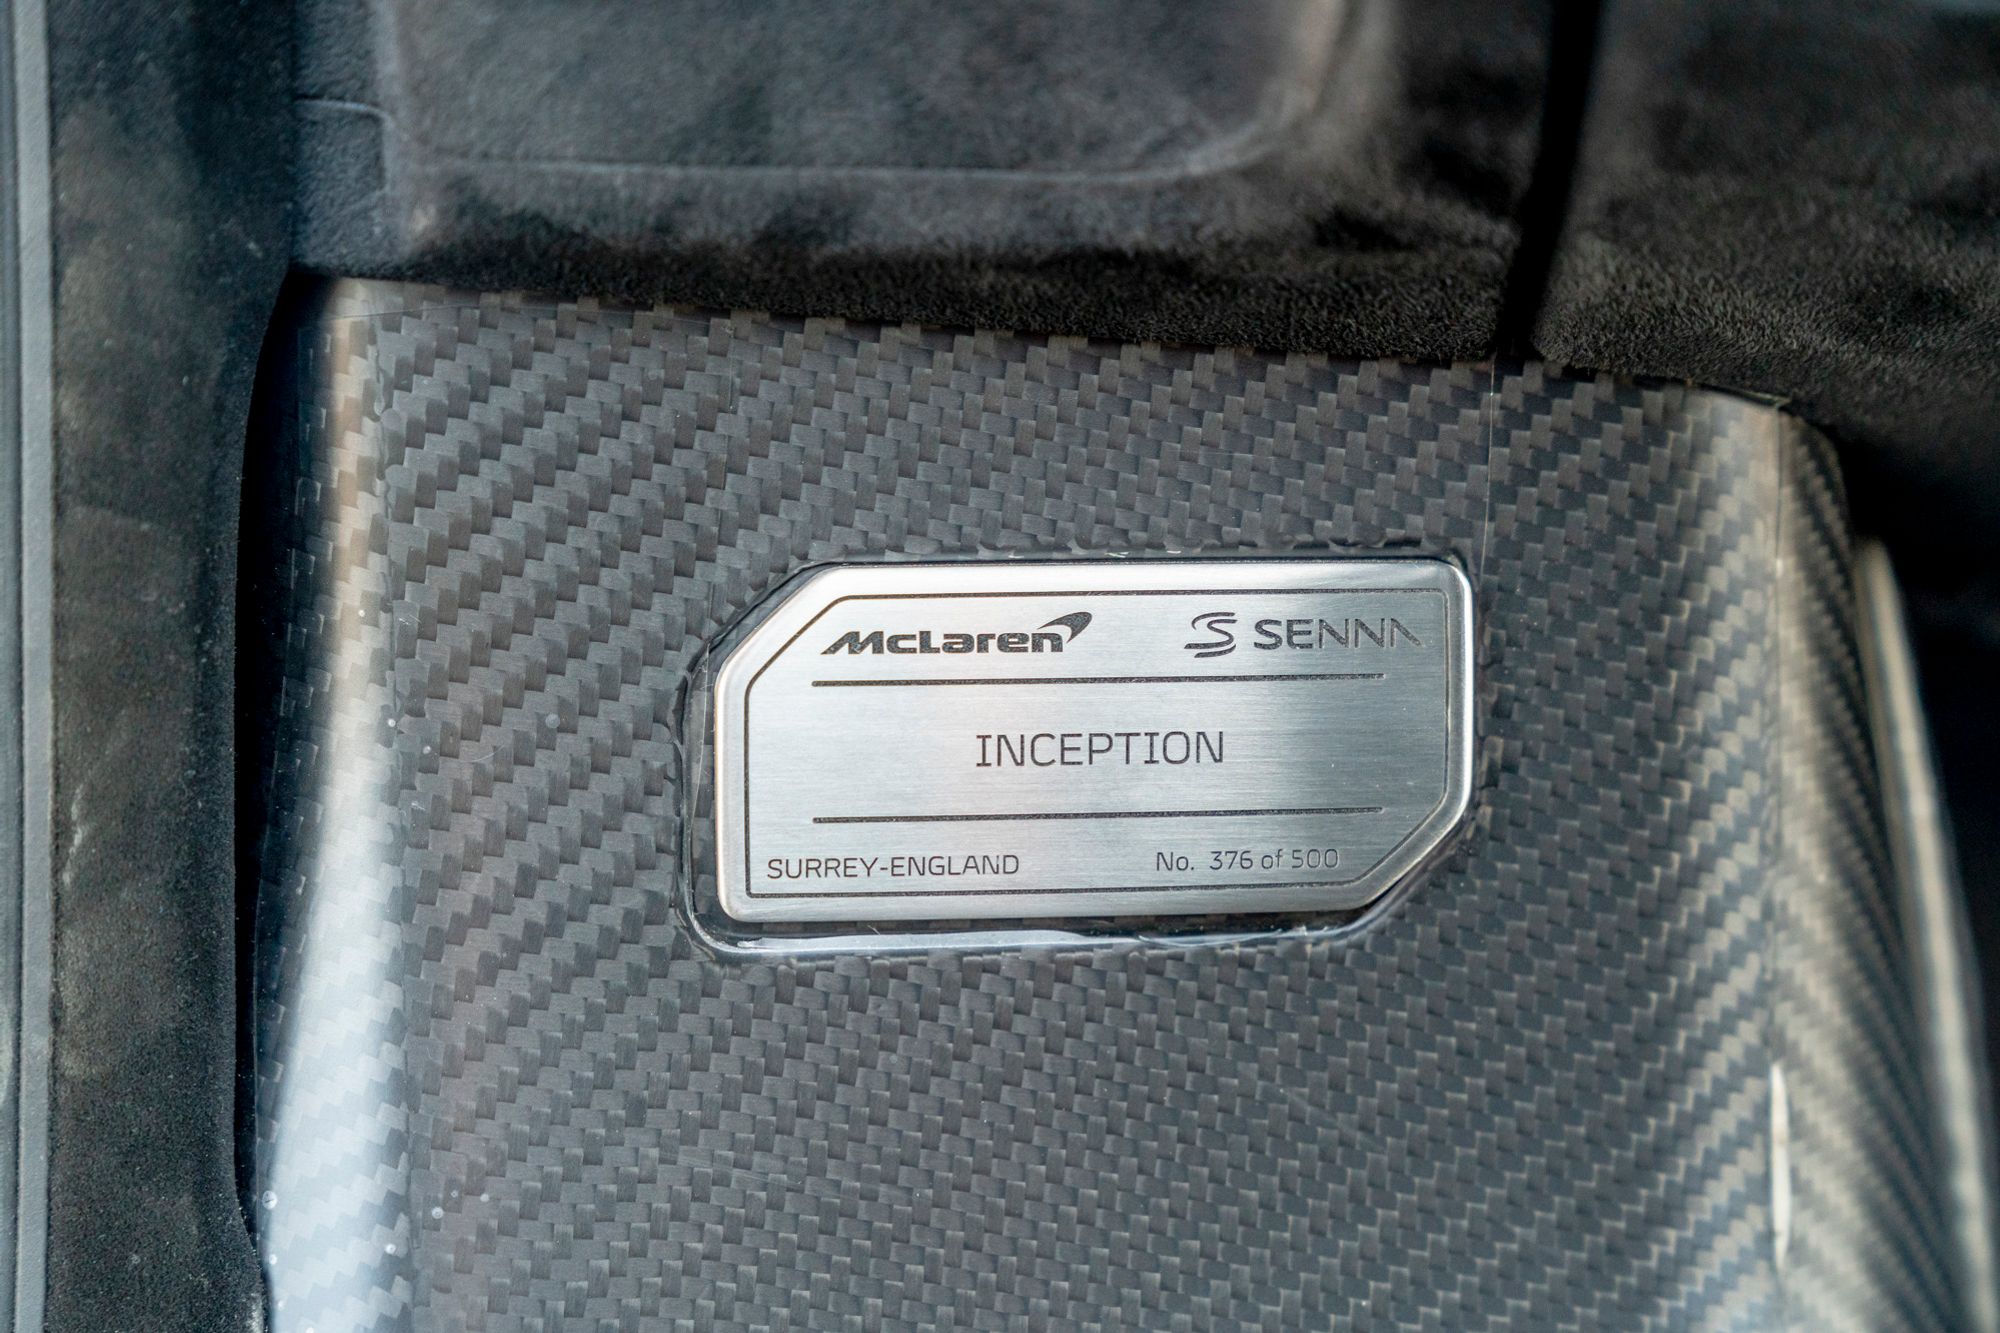 McLaren SENNA
INCEPTION
SURREY-ENGLAND No. 376 of 500